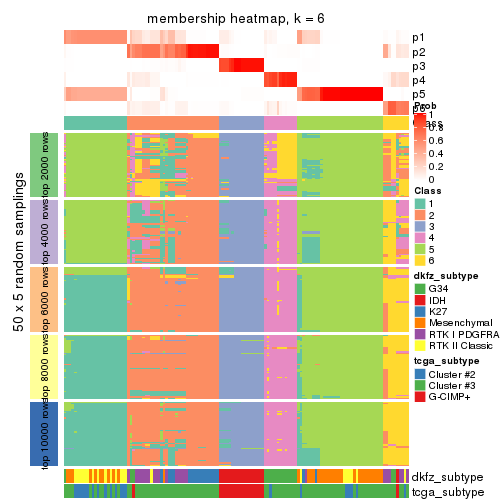 membership heatmap, k = 6
p1
p2
p3
p4
p5
p6
Prob
1
0.8
0.6
0.4
0.2
0
Class
Class
1
2
3
4
5
6
dkfz_subtype
G34
IDH
K27
Mesenchymal
RTK I PDGFRA
RTK II Classic
tcga_subtype
Cluster #2
Cluster #3
G-CIMP+
50 x 5 random samplings
top 2000 rows
top 4000 rows
top 6000 rows
top 8000 rows
top 10000 rows
dkfz_subtype
tcga_subtype